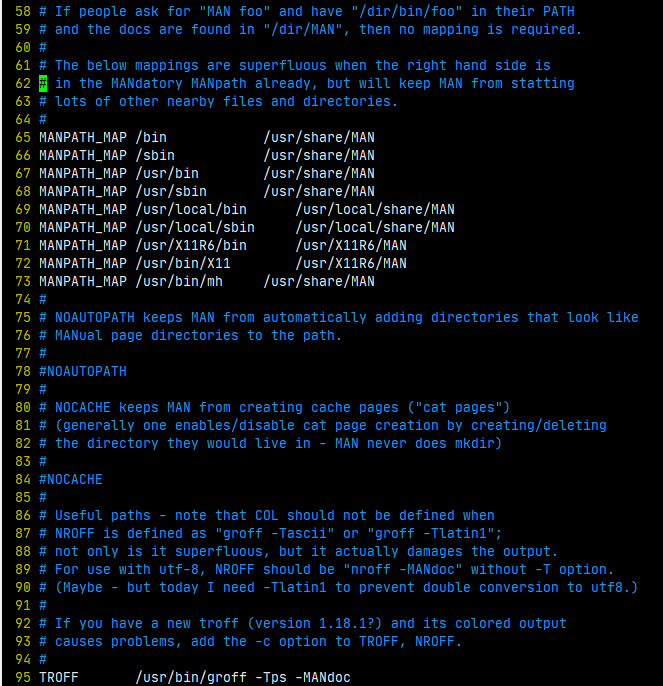 58 # If people ask for "MAN foo" and have "/dir/bin/foo" in their PATH
59 # and the docs are found in "/dir/MAN", then no mapping is required.
60 #
61 # The below mappings are superfluous when the right hand side is
62 # in the MANdatory MANpath already, but will keep MAN from statting
63 # lots of other nearby files and directories.
64 #
65 MANPATH_MAP /bin            /usr/share/MAN
66 MANPATH_MAP /sbin           /usr/share/MAN
67 MANPATH_MAP /usr/bin        /usr/share/MAN
68 MANPATH_MAP /usr/sbin       /usr/share/MAN
69 MANPATH_MAP /usr/local/bin      /usr/local/share/MAN
70 MANPATH_MAP /usr/local/sbin     /usr/local/share/MAN
71 MANPATH_MAP /usr/X11R6/bin      /usr/X11R6/MAN
72 MANPATH_MAP /usr/bin/X11        /usr/X11R6/MAN
73 MANPATH_MAP /usr/bin/mh     /usr/share/MAN
74 #
75 # NOAUTOPATH keeps MAN from automatically adding directories that look like
76 # MANual page directories to the path.
77 #
78 #NOAUTOPATH
79 #
80 # NOCACHE keeps MAN from creating cache pages ("cat pages")
81 # (generally one enables/disable cat page creation by creating/deleting
82 # the directory they would live in - MAN never does mkdir)
83 #
84 #NOCACHE
85 #
86 # Useful paths - note that COL should not be defined when
87 # NROFF is defined as "groff -Tascii" or "groff -Tlatin1";
88 # not only is it superfluous, but it actually damages the output.
89 # For use with utf-8, NROFF should be "nroff -MANdoc" without -T option.
90 # (Maybe - but today I need -Tlatin1 to prevent double conversion to utf8.)
91 #
92 # If you have a new troff (version 1.18.1?) and its colored output
93 # causes problems, add the -c option to TROFF, NROFF.
94 #
95 TROFF       /usr/bin/groff -Tps -MANdoc